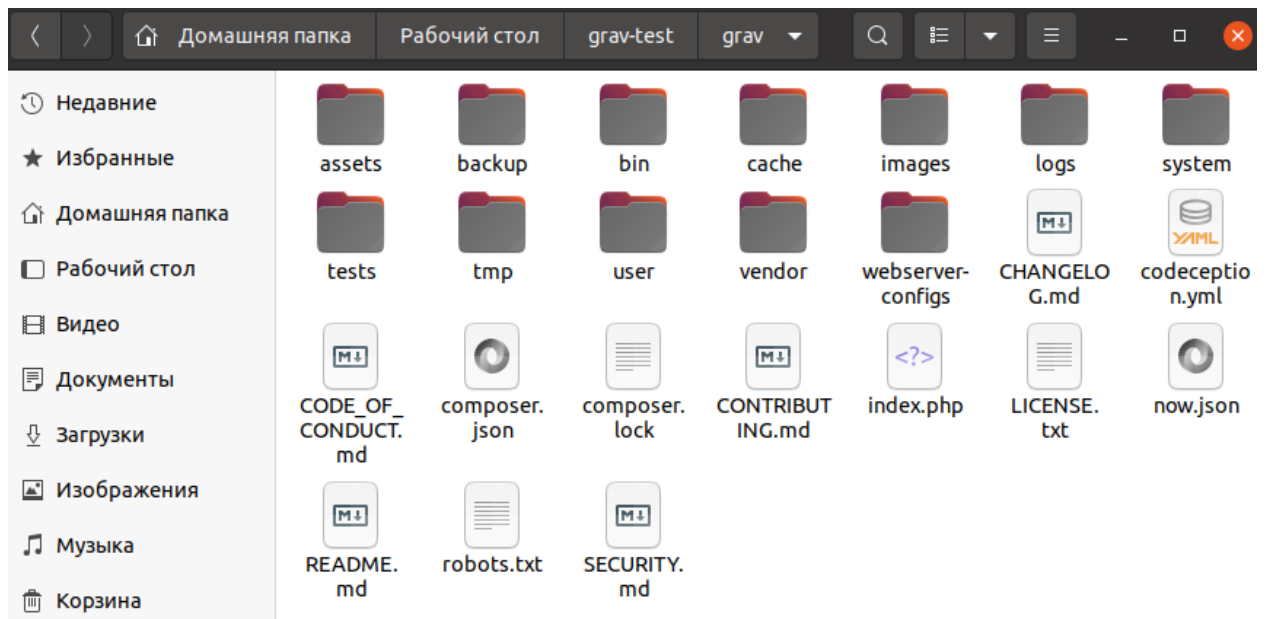 Домашняя папка Рабочий стол grav-test grav
Недавние
Избранные
Домашняя папка
Рабочий стол
Видео
Документы
Загрузки
Изображения
Музыка
Корзина
assets backup bin cache images logs system
tests tmp user vendor webserver- CHANGELO codeceptio
configs G.md n.yml
M↓ YAML
M↓ M↓ <?>
CODE_OF_ composer. composer. CONTRIBUT index.php LICENSE. now.json
CONDUCT. json lock ING.md txt
md
M↓ M↓
README. robots.txt SECURITY.
md md